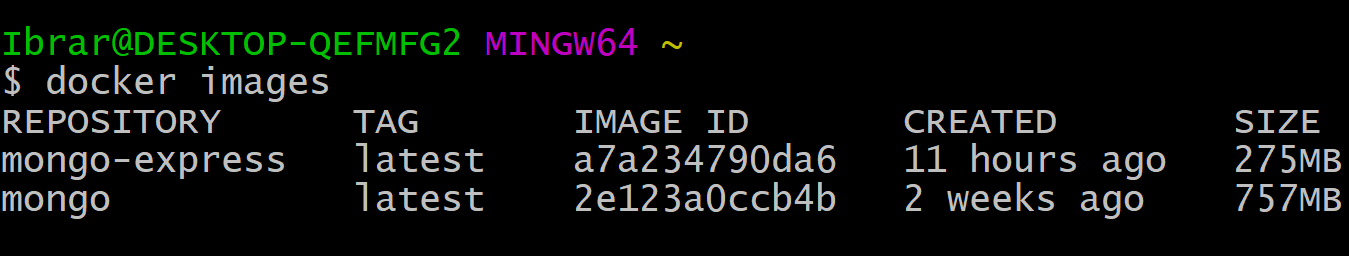 Ibrar@DESKTOP-QEFMFG2 MINGW64 ~
$ docker images
REPOSITORY      TAG       IMAGE ID       CREATED        SIZE
mongo-express   latest    a7a234790da6   11 hours ago   275MB
mongo           latest    2e123a0ccb4b   2 weeks ago    757MB